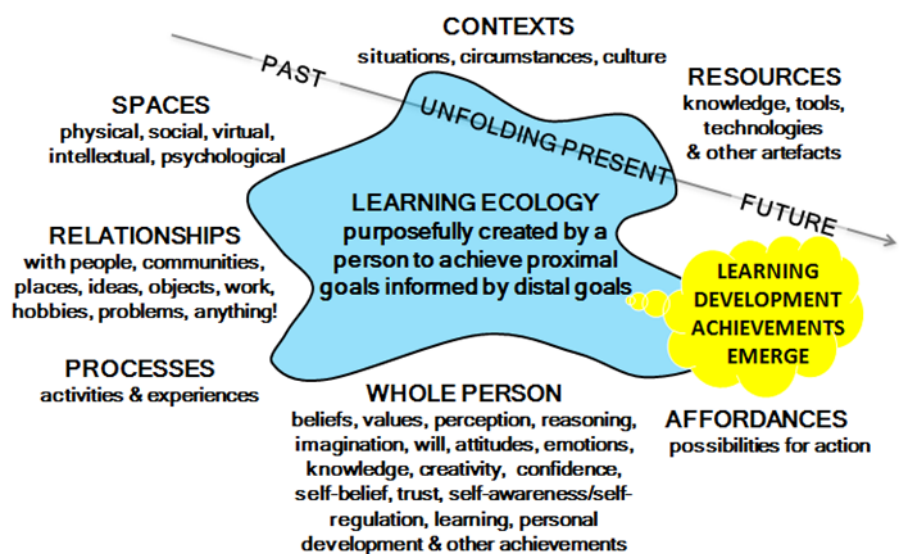 CONTEXTS
situations, circumstances, culture
PAST
UNFOLDING PRESENT
FUTURE
SPACES
physical, social, virtual,
intellectual, psychological
RESOURCES
knowledge, tools,
technologies
& other artefacts
LEARNING ECOLOGY
purposefully created by a
person to achieve proximal
goals informed by distal goals
RELATIONSHIPS
with people, communities,
places, ideas, objects, work,
hobbies, problems, anything!
LEARNING
DEVELOPMENT
ACHIEVEMENTS
EMERGE
PROCESSES
activities & experiences
WHOLE PERSON
beliefs, values, perception, reasoning,
imagination, will, attitudes, emotions,
knowledge, creativity, confidence,
self-belief, trust, self-awareness/self-
regulation, learning, personal
development & other achievements
AFFORDANCES
possibilities for action